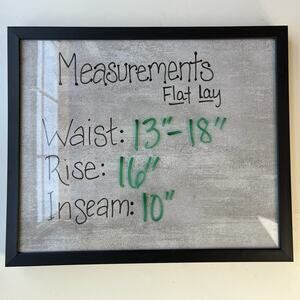 Measurements
Flat Lay
Waist: 13"-18"
Rise: 16"
Inseam: 10"